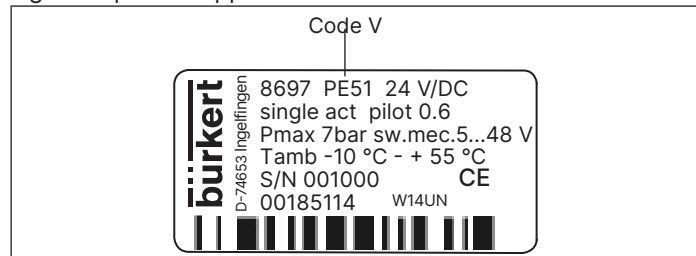 Code V
bürkert
D-74653 Ingelfingen
8697 PE51 24 V/DC
single act pilot 0.6
Pmax 7bar sw.mec.5...48 V
Tamb -10 °C - + 55 °C
S/N 001000 CE
00185114 W14UN